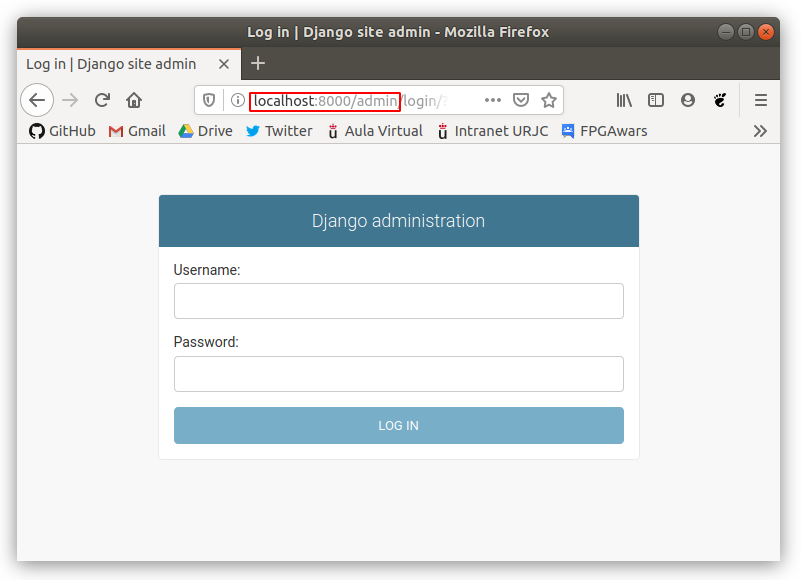 Log in | Django site admin - Mozilla Firefox
Log in | Django site admin
localhost:8000/admin/login/?
GitHub Gmail Drive Twitter Aula Virtual Intranet URJC FPGAwars
Django administration
Username:
Password:
LOG IN